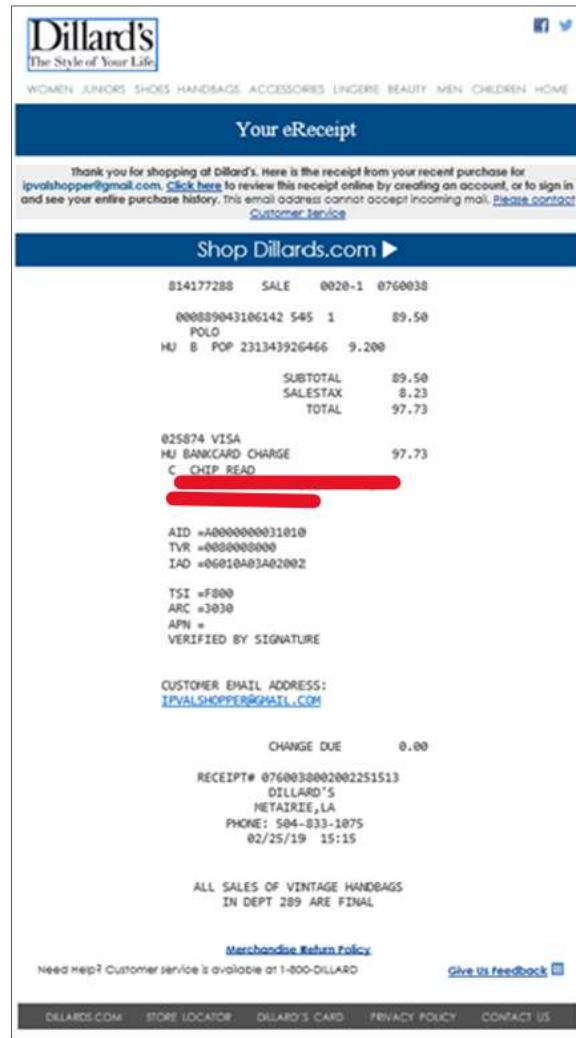 Dillard's
The Style of Your Life.
WOMEN JUNIORS SHOES HANDBAGS ACCESSORIES LINGERIE BEAUTY MEN CHILDREN HOME
Your eReceipt
Thank you for shopping at Dillard's. Here is the receipt from your recent purchase for
ipvalshopper@gmail.com. Click here to review this receipt online by creating an account, or to sign in
and see your entire purchase history. This email address cannot accept incoming mail. Please contact
Customer Service
Shop Dillards.com ▶
814177288 SALE 0020-1 0760038
000889043106142 545 1 89.50
POLO
HU B POP 231343926466 9.200
SUBTOTAL 89.50
SALESTAX 8.23
TOTAL 97.73
025874 VISA
HU BANKCARD CHARGE 97.73
C CHIP READ
AID =A0000000031010
TVR =0080008000
IAD =06010A03A02002
TSI =F800
ARC =3030
APN =
VERIFIED BY SIGNATURE
CUSTOMER EMAIL ADDRESS:
IPVALSHOPPER@GMAIL.COM
CHANGE DUE 0.00
RECEIPT# 0760038002002251513
DILLARD'S
METAIRIE,LA
PHONE: 504-833-1075
02/25/19 15:15
ALL SALES OF VINTAGE HANDBAGS
IN DEPT 289 ARE FINAL
Merchandise Return Policy
Need Help? Customer service is available at 1-800-DILLARD
Give Us Feedback
DILLARDS.COM STORE LOCATOR DILLARD'S CARD PRIVACY POLICY CONTACT US